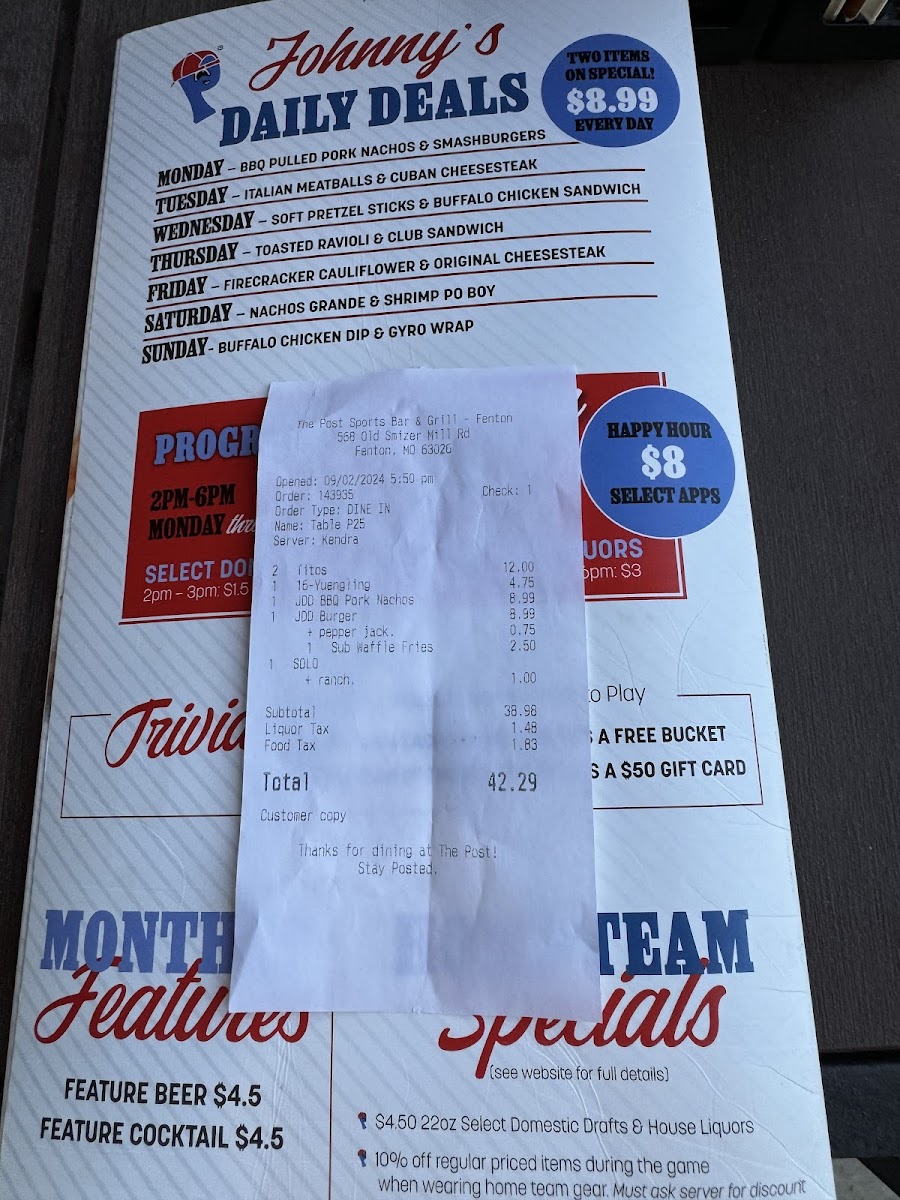 Johnny's
DAILY DEALS
TWO ITEMS
ON SPECIAL!
$8.99
EVERY DAY
MONDAY – BBQ PULLED PORK NACHOS & SMASHBURGERS
TUESDAY – ITALIAN MEATBALLS & CUBAN CHEESESTEAK
WEDNESDAY – SOFT PRETZEL STICKS & BUFFALO CHICKEN SANDWICH
THURSDAY – TOASTED RAVIOLI & CLUB SANDWICH
FRIDAY – FIRECRACKER CAULIFLOWER & ORIGINAL CHEESESTEAK
SATURDAY – NACHOS GRANDE & SHRIMP PO BOY
SUNDAY- BUFFALO CHICKEN DIP & GYRO WRAP
PROGR
2PM-6PM
MONDAY
SELECT DO
2pm – 3pm: $1.5
HAPPY HOUR
$8
SELECT APPS
UORS
pm: $3
The Post Sports Bar & Grill - Fenton
558 Old Smizer Mill Rd
Fenton, MO 63026
Opened: 09/02/2024 5:50 pm
Order: 143935 Check: 1
Order Type: DINE IN
Name: Table P25
Server: Kendra
2 Titos 12.00
1 16-Yuengling 4.75
1 JDD BBQ Pork Nachos 8.99
1 JDD Burger 8.99
+ pepper jack. 0.75
1 Sub Waffle Fries 2.50
1 SOLO
+ ranch. 1.00
Subtotal 38.98
Liquor Tax 1.48
Food Tax 1.83
Total 42.29
Customer copy
Thanks for dining at The Post!
Stay Posted.
Trivia
to Play
S A FREE BUCKET
S A $50 GIFT CARD
MONTH
Features
FEATURE BEER $4.5
FEATURE COCKTAIL $4.5
TEAM
Specials
(see website for full details)
$4.50 22oz Select Domestic Drafts & House Liquors
10% off regular priced items during the game
when wearing home team gear. Must ask server for discount